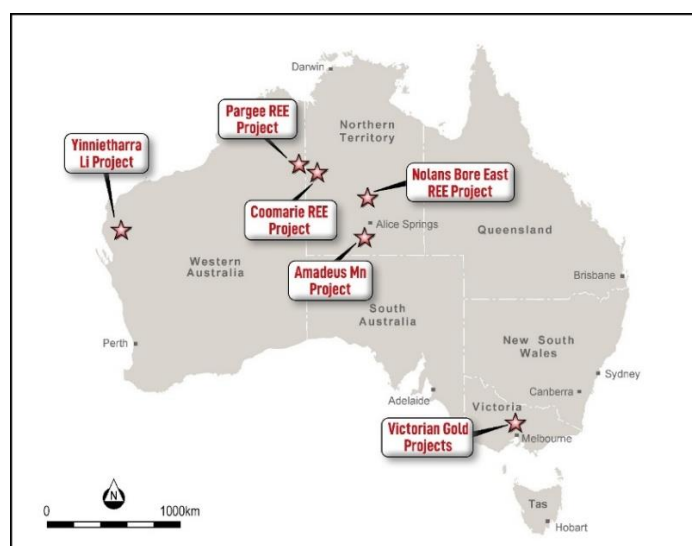 Darwin
Pargee REE
Project
Northern
Territory
Yinnietharra
Li Project
Nolans Bore East
REE Project
Coomarie REE
Project
Alice Springs
Queensland
Western
Australia
Amadeus Mn
Project
Brisbane
South
Australia
New South
Wales
Perth
Sydney
Canberra
Adelaide
Victoria
Victorian Gold
Projects
Melbourne
N
0
1000km
Tas
Hobart